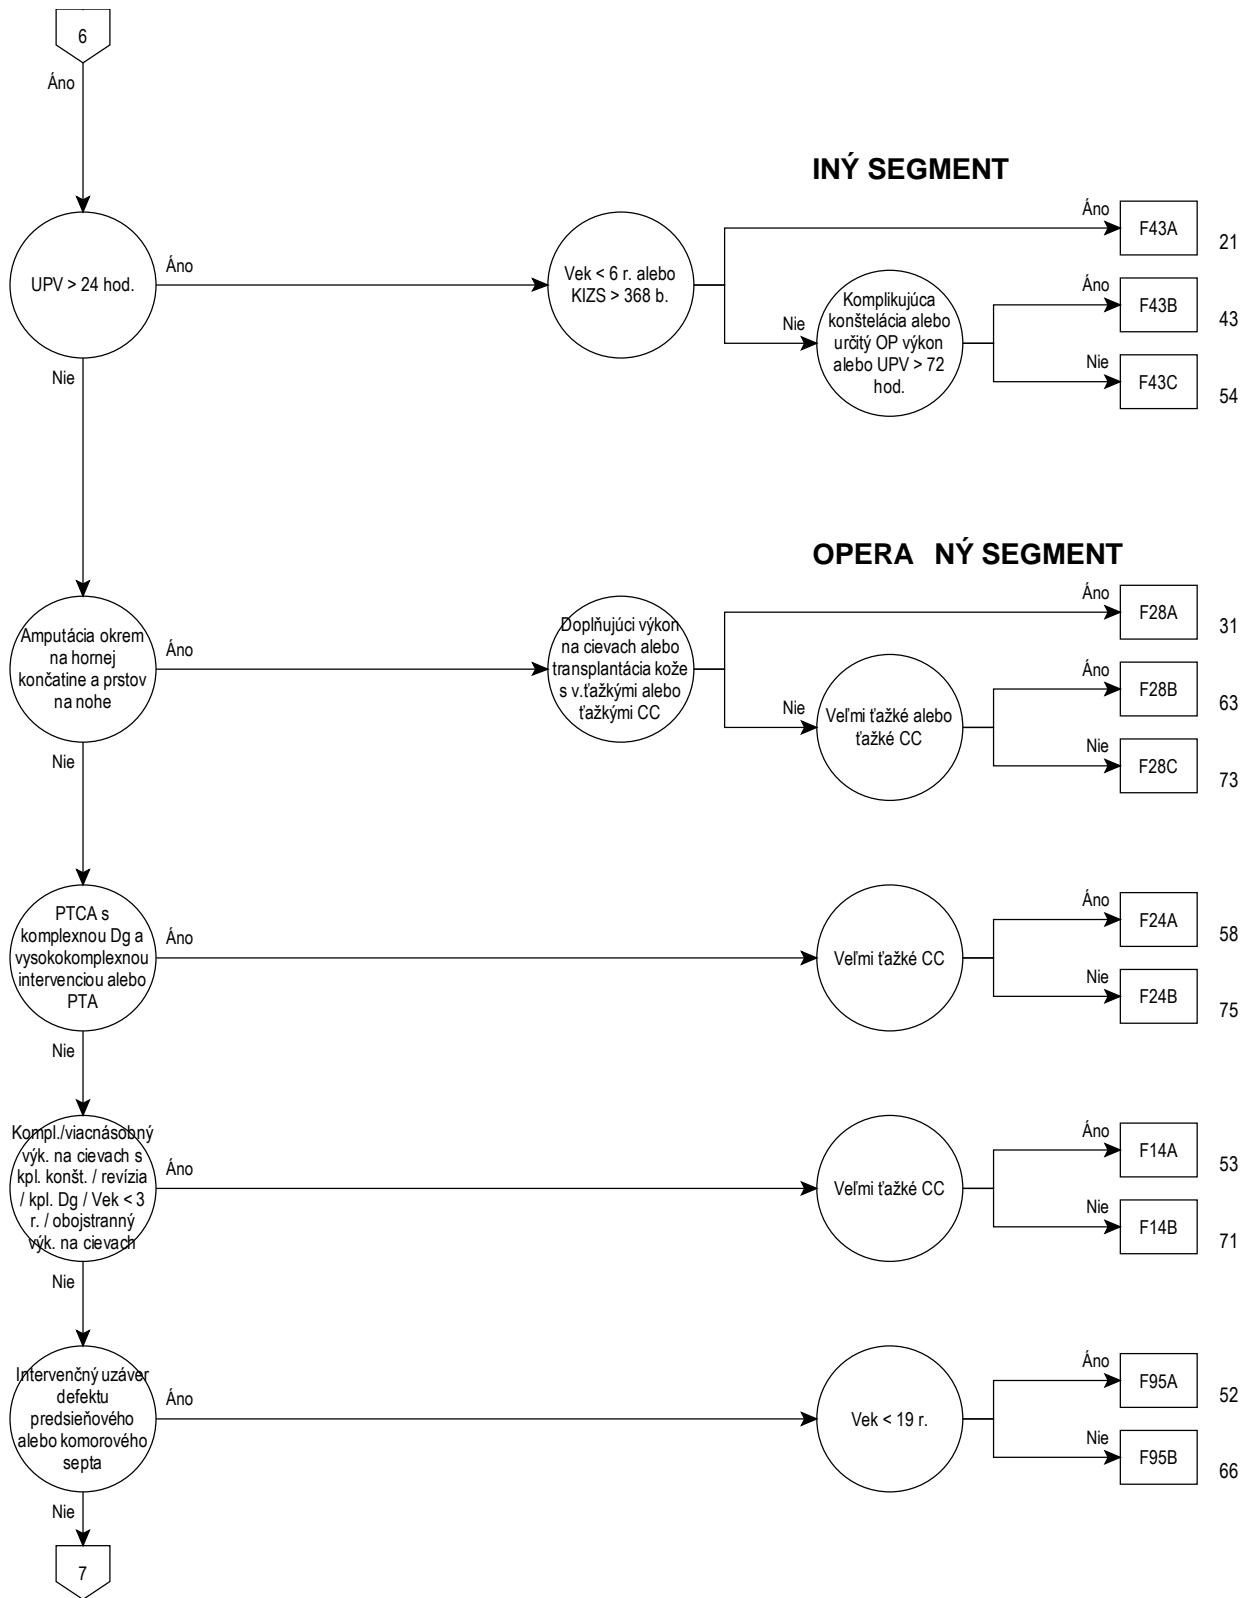 6
Áno
INÝ SEGMENT
UPV > 24 hod.
Áno
Vek < 6 r. alebo
KIZS > 368 b.
Áno
F43A
21
Nie
Komplikujúca
konštelácia alebo
určitý OP výkon
alebo UPV > 72
hod.
Áno
F43B
43
Nie
F43C
54
Nie
OPERA NÝ SEGMENT
Amputácia okrem
na hornej
končatine a prstov
na nohe
Áno
Doplňujúci výkon
na cievach alebo
transplantácia kože
s v.ťažkými alebo
ťažkými CC
Áno
F28A
31
Nie
Veľmi ťažké alebo
ťažké CC
Áno
F28B
63
Nie
F28C
73
Nie
PTCA s
komplexnou Dg a
vysokokomplexnou
intervenciou alebo
PTA
Áno
Veľmi ťažké CC
Áno
F24A
58
Nie
F24B
75
Nie
Kompl./viacnásobný
výk. na cievach s
kpl. konšt. / revízia
/ kpl. Dg / Vek < 3
r. / obojstranný
výk. na cievach
Áno
Veľmi ťažké CC
Áno
F14A
53
Nie
F14B
71
Nie
Intervenčný uzáver
defektu
predsieňového
alebo komorového
septa
Áno
Vek < 19 r.
Áno
F95A
52
Nie
F95B
66
Nie
7